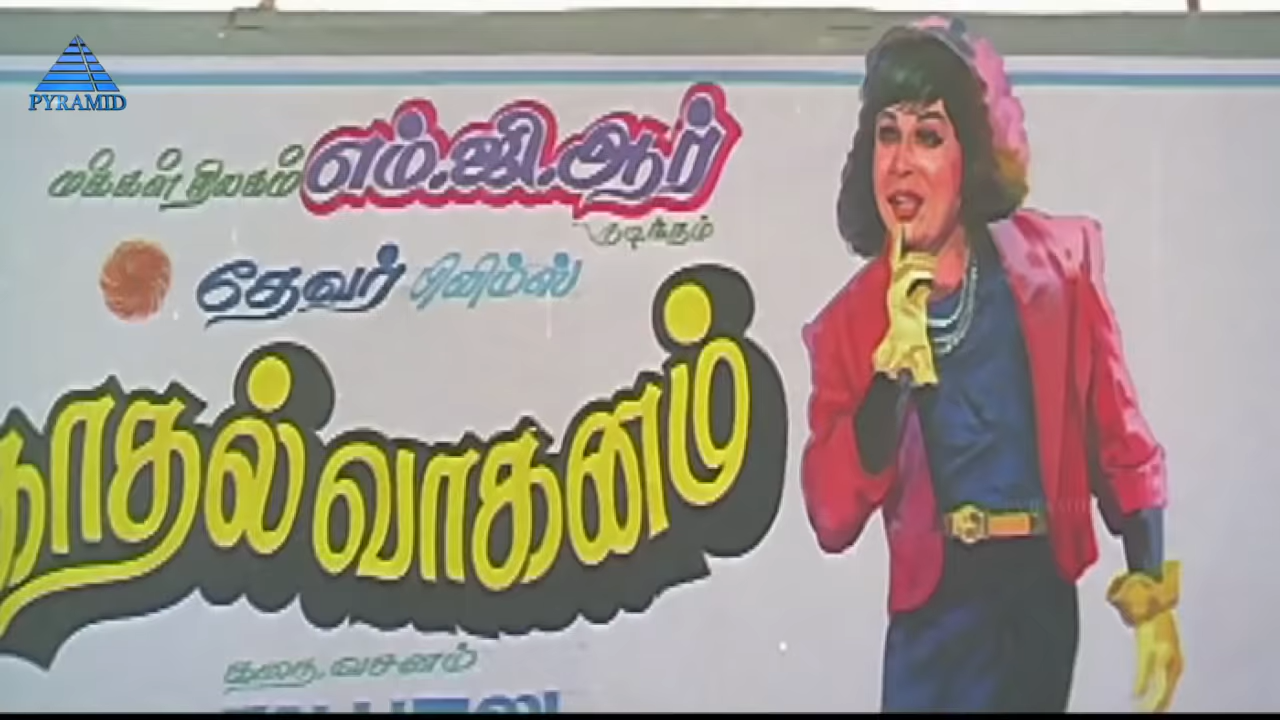 PYRAMID
மக்கள் திலகம் எம்.ஜி.ஆர்
நடிக்கும்
தேவர் பிலிம்ஸ்
காதல் வாகனம்
கதை, வசனம்